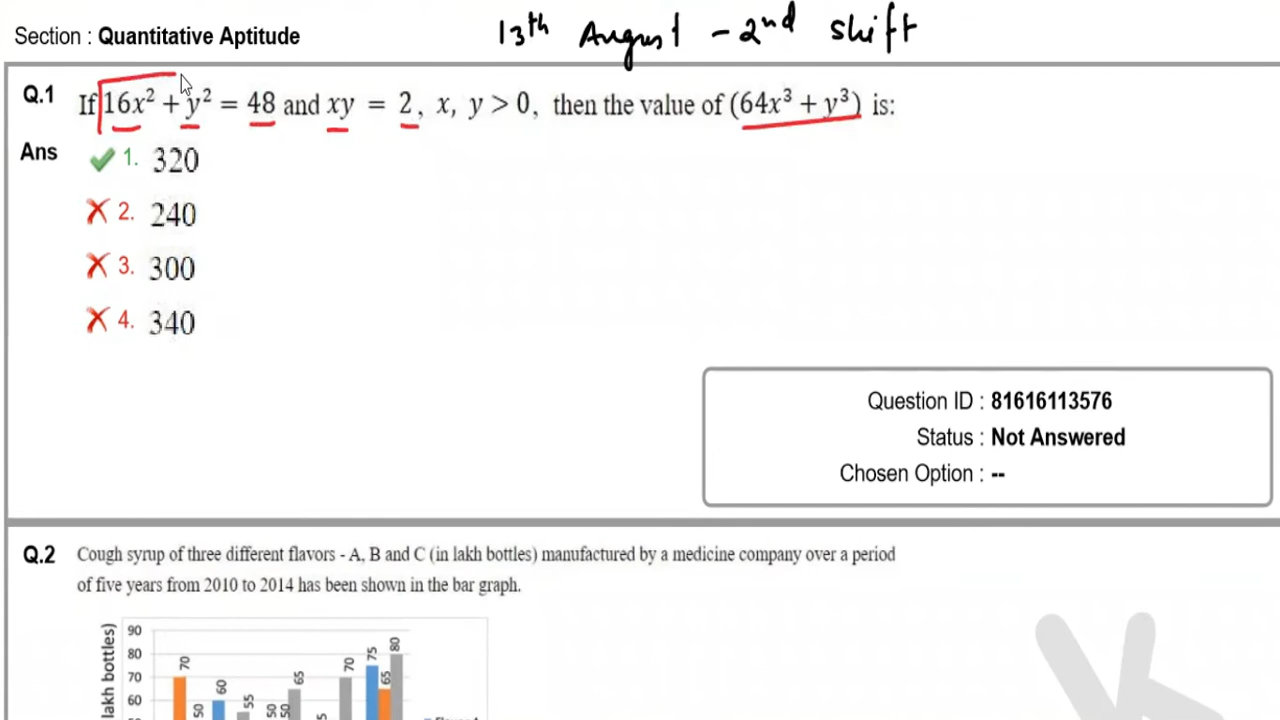 13th August - 2nd shift
Section : Quantitative Aptitude
Q.1 If 16x² + y² = 48 and xy = 2, x, y > 0, then the value of (64x³ + y³) is:
Ans 1. 320
2. 240
3. 300
4. 340
Question ID : 81616113576
Status : Not Answered
Chosen Option : --
Q.2 Cough syrup of three different flavors - A, B and C (in lakh bottles) manufactured by a medicine company over a period
of five years from 2010 to 2014 has been shown in the bar graph.
lakh bottles)
90
80
70
60
70
50
60
55
50
50
65
70
75
65
80